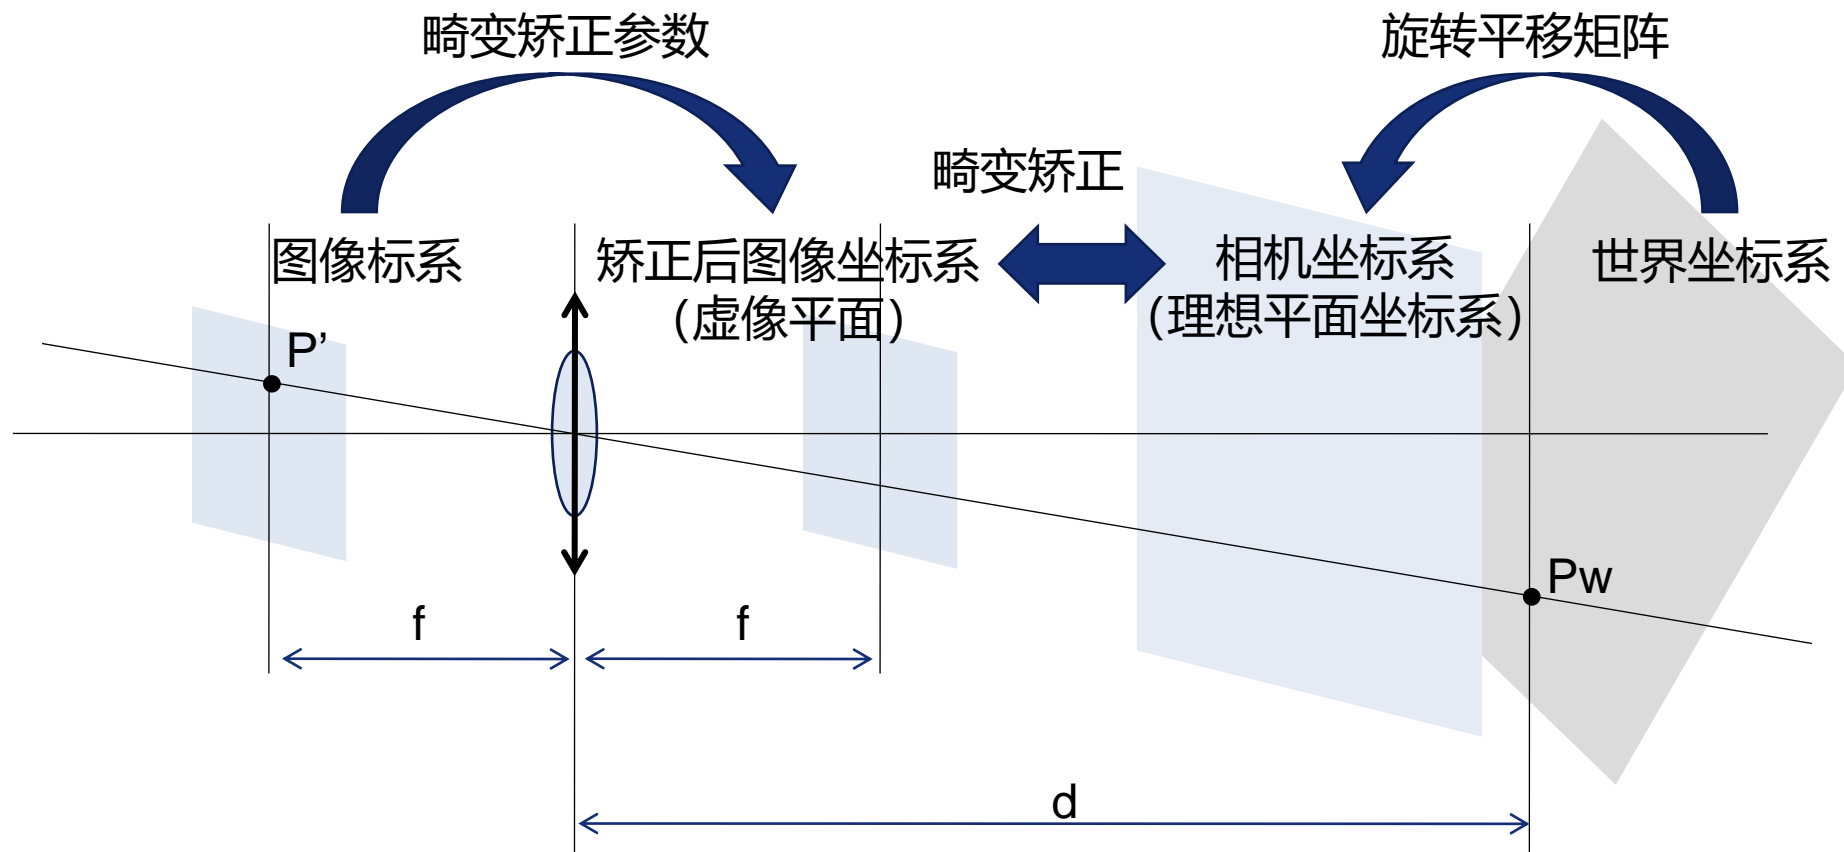 畸变矫正参数
旋转平移矩阵
畸变矫正
图像标系
矫正后图像坐标系
（虚像平面）
相机坐标系
（理想平面坐标系）
世界坐标系
P’
Pw
f
f
d